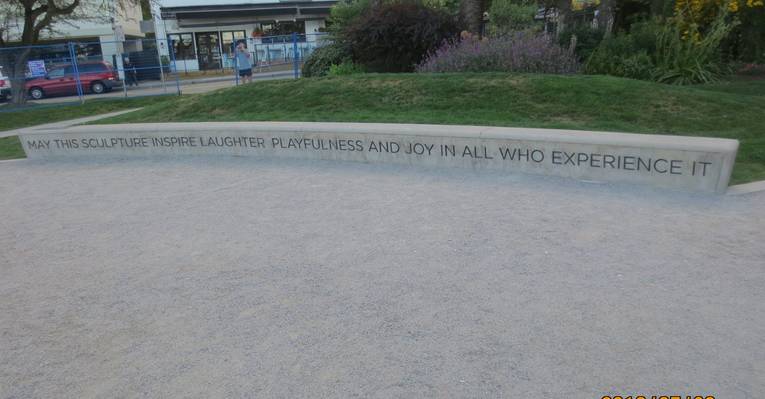 MAY THIS SCULPTURE INSPIRE LAUGHTER PLAYFULNESS AND JOY IN ALL WHO EXPERIENCE IT